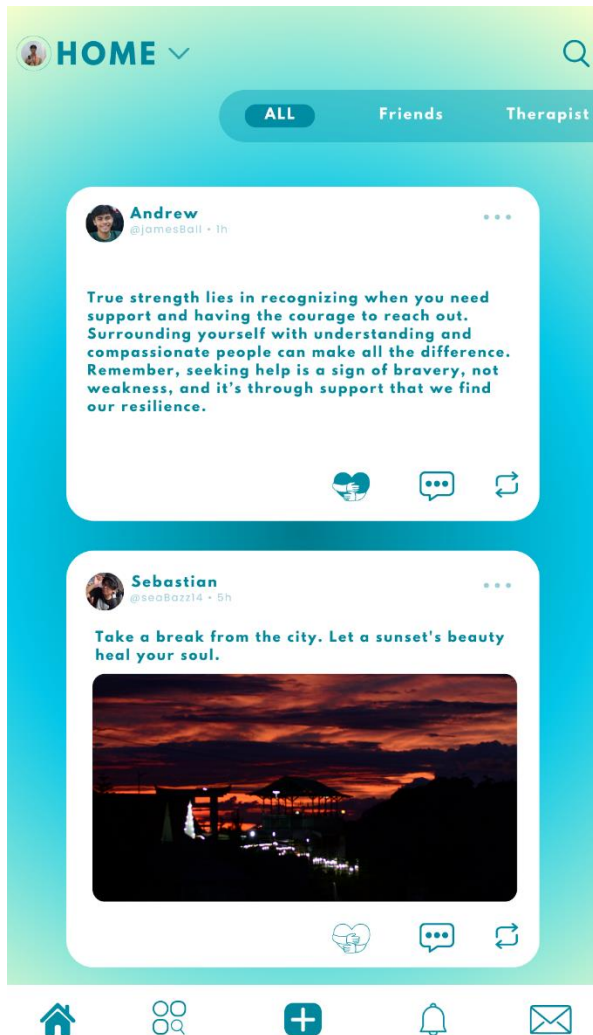 HOME
ALL Friends Therapist
Andrew
@jamesBall • 1h
True strength lies in recognizing when you need
support and having the courage to reach out.
Surrounding yourself with understanding and
compassionate people can make all the difference.
Remember, seeking help is a sign of bravery, not
weakness, and it’s through support that we find
our resilience.
Sebastian
@seaBazz14 • 5h
Take a break from the city. Let a sunset's beauty
heal your soul.